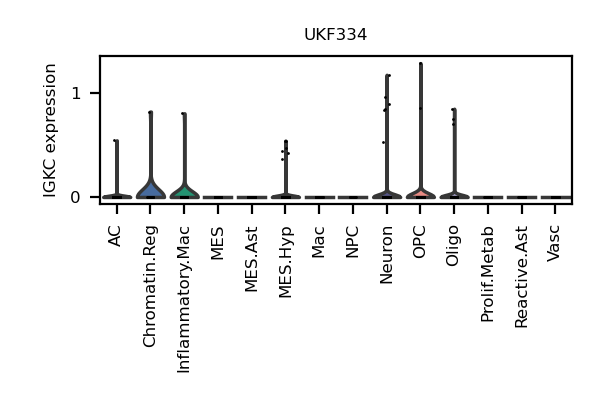 UKF334
IGKC expression
1
0
AC
Chromatin.Reg
Inflammatory.Mac
MES
MES.Ast
MES.Hyp
Mac
NPC
Neuron
OPC
Oligo
Prolif.Metab
Reactive.Ast
Vasc